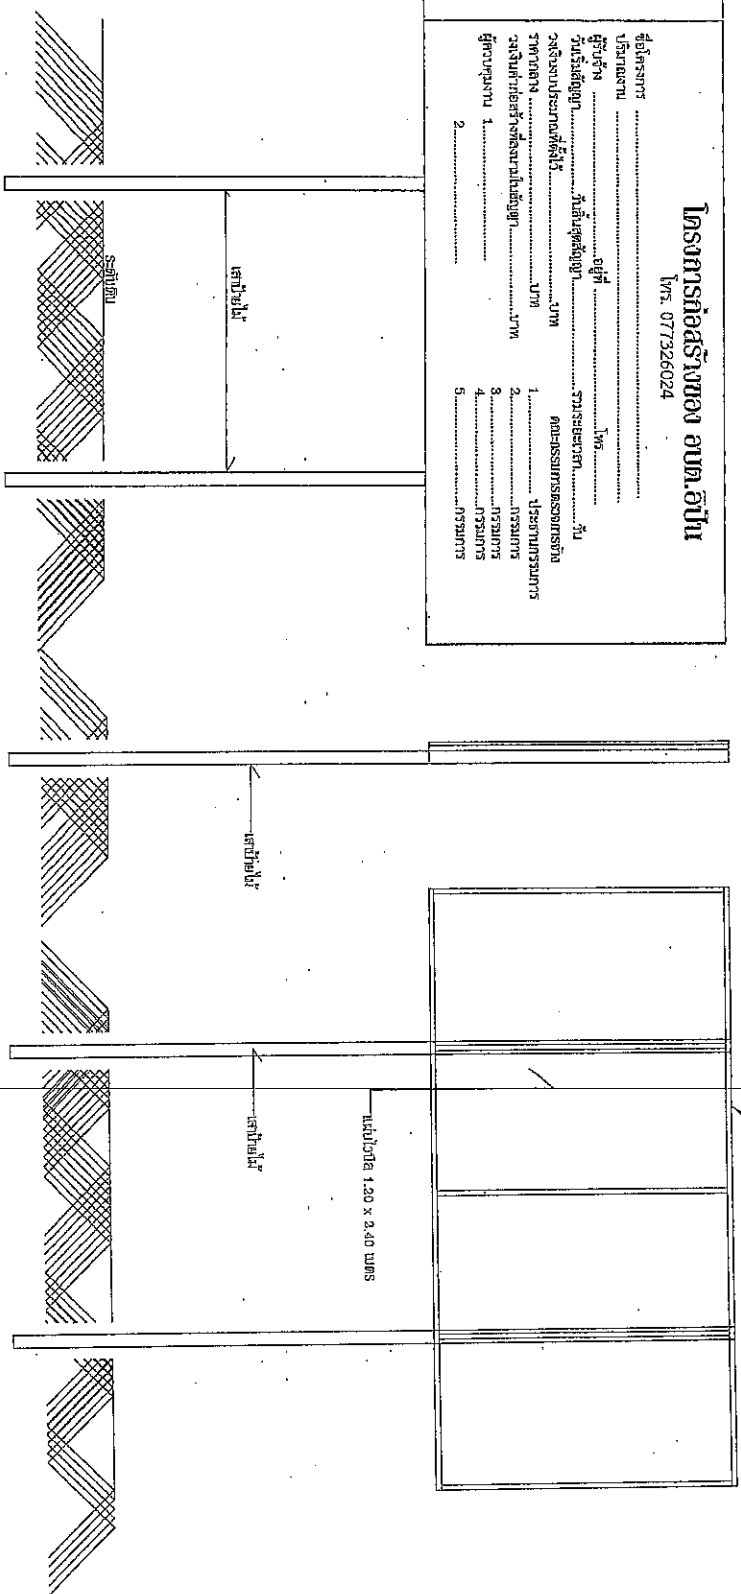 โครงการก่อสร้างของ อบต.อิปัน
โทร. 077326024
ชื่อโครงการ ............................................................
ปริมาณงาน ............................................................
ผู้รับจ้าง ..............................อยู่ที่ ..............................โทร..................
วันเริ่มสัญญา..................วันสิ้นสุดสัญญา..................รวมระยะเวลา...........วัน
วงเงินงบประมาณที่ตั้งไว้..............................บาท
ราคากลาง ..............................บาท
วงเงินค่าก่อสร้างที่ลงนามในสัญญา..................บาท
ผู้ควบคุมงาน 1..............................
2..............................
คณะกรรมการตรวจการจ้าง
1.................... ประธานกรรมการ
2....................กรรมการ
3....................กรรมการ
4....................กรรมการ
5....................กรรมการ
เสาป้ายไม้
ระดับดิน
เสาป้ายไม้
เสาป้ายไม้
แผ่นไวนิล 1.20 x 2.40 เมตร